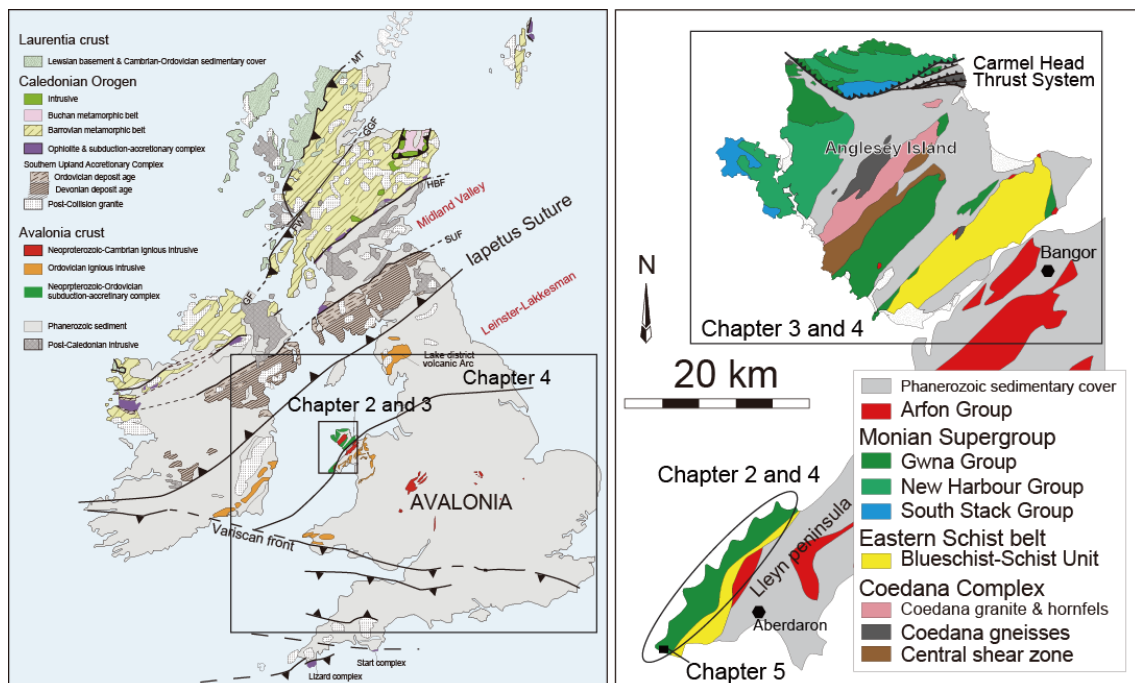 Laurentia crust
Lewsian basement & Cambrian-Ordovician sedimentary cover
Caledonian Orogen
Intrusive
Buchan metamorphic belt
Barrovian metamorphic belt
Ophiolite & subduction-accretionary complex
Southern Upland Accretionary Complex
Ordovician deposit age
Devonian deposit age
Post-Collision granite
Avalonia crust
Neoproterozoic-Cambrian Ignious Intrusive
Ordovician Ignious Intrusive
Neoprpterozoic-Ordovician
subduction-accretinary complex
Phanerozoic sediment
Post-Caledonian Intrusive
MT
GGF
HBF
FW
Midland Valley
SUF
Iapetus Suture
GF
Leinster-Lakkesman
Lake district
volcanic Arc
Chapter 4
Chapter 2 and 3
AVALONIA
Variscan front
Start complex
Lizard complex
Carmel Head
Thrust System
Anglesey Island
Bangor
N
Chapter 3 and 4
20 km
Phanerozoic sedimentary cover
Arfon Group
Monian Supergroup
Gwna Group
New Harbour Group
South Stack Group
Eastern Schist belt
Blueschist-Schist Unit
Coedana Complex
Coedana granite & hornfels
Coedana gneisses
Central shear zone
Chapter 2 and 4
Lleyn peninsula
Aberdaron
Chapter 5